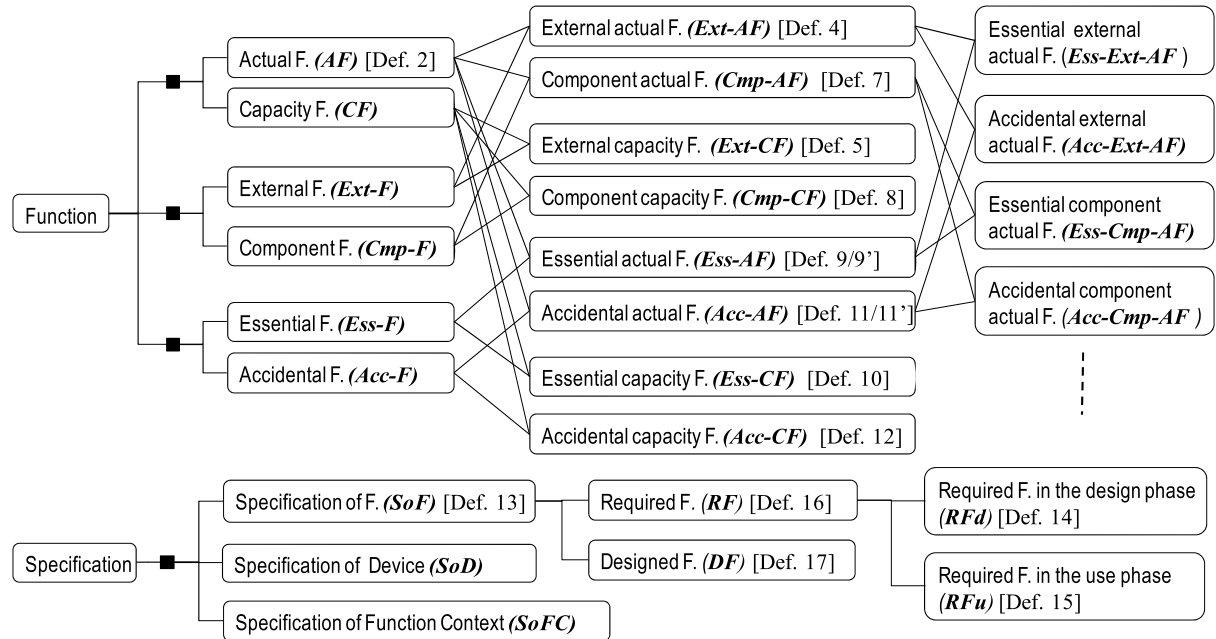 Function
Actual F. (AF) [Def. 2]
Capacity F. (CF)
External F. (Ext-F)
Component F. (Cmp-F)
Essential F. (Ess-F)
Accidental F. (Acc-F)
External actual F. (Ext-AF) [Def. 4]
Component actual F. (Cmp-AF) [Def. 7]
External capacity F. (Ext-CF) [Def. 5]
Component capacity F. (Cmp-CF) [Def. 8]
Essential actual F. (Ess-AF) [Def. 9/9’]
Accidental actual F. (Acc-AF) [Def. 11/11’]
Essential capacity F. (Ess-CF) [Def. 10]
Accidental capacity F. (Acc-CF) [Def. 12]
Essential external
actual F. (Ess-Ext-AF )
Accidental external
actual F. (Acc-Ext-AF)
Essential component
actual F. (Ess-Cmp-AF)
Accidental component
actual F. (Acc-Cmp-AF )
Specification
Specification of F. (SoF) [Def. 13]
Specification of Device (SoD)
Specification of Function Context (SoFC)
Required F. (RF) [Def. 16]
Designed F. (DF) [Def. 17]
Required F. in the design phase
(RFd) [Def. 14]
Required F. in the use phase
(RFu) [Def. 15]